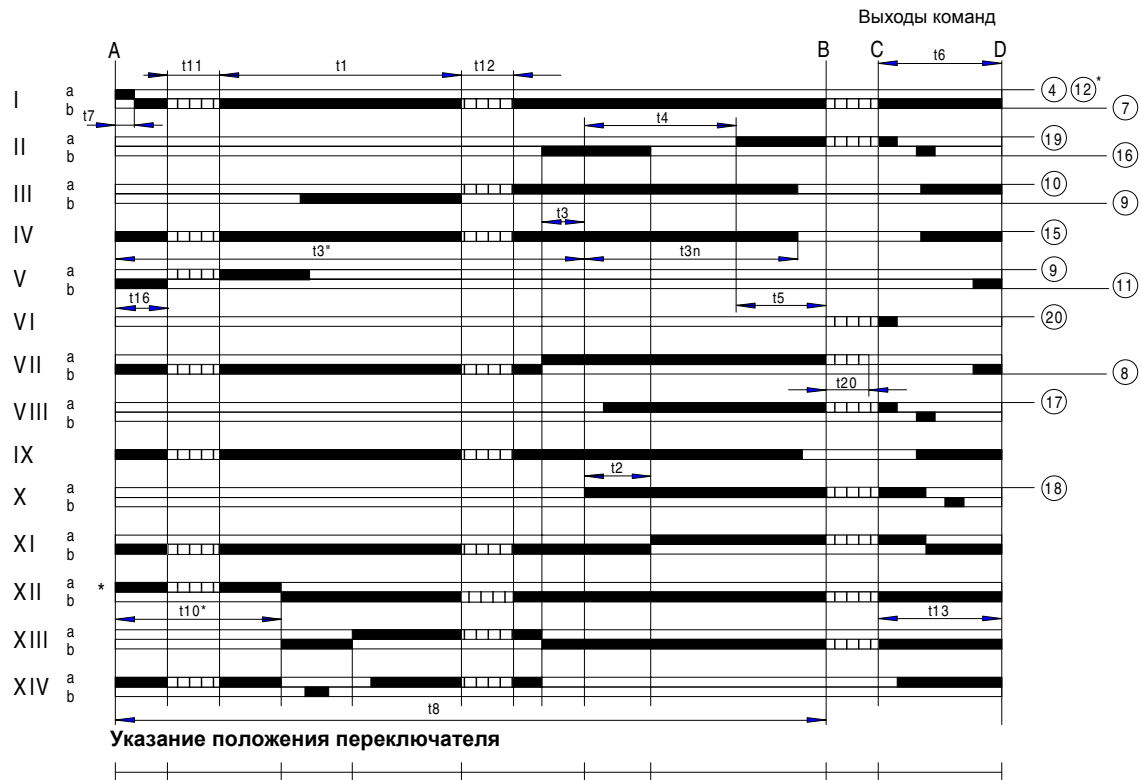 Выходы команд
A B C D
t11 t1 t12 t6
I a 4 12*
b 7
t7 t4
II a 19
b 16
III a 10
b 9
t3
IV 15
t3" t3n
V a 9
b 11
t16 t5
VI 20
VII a
b 8
t20
VIII a 17
b
IX
t2
X a 18
b
XI a
b
XII a *
b
t10* t13
XIII a
b
XIV a
b
t8
Указание положения переключателя